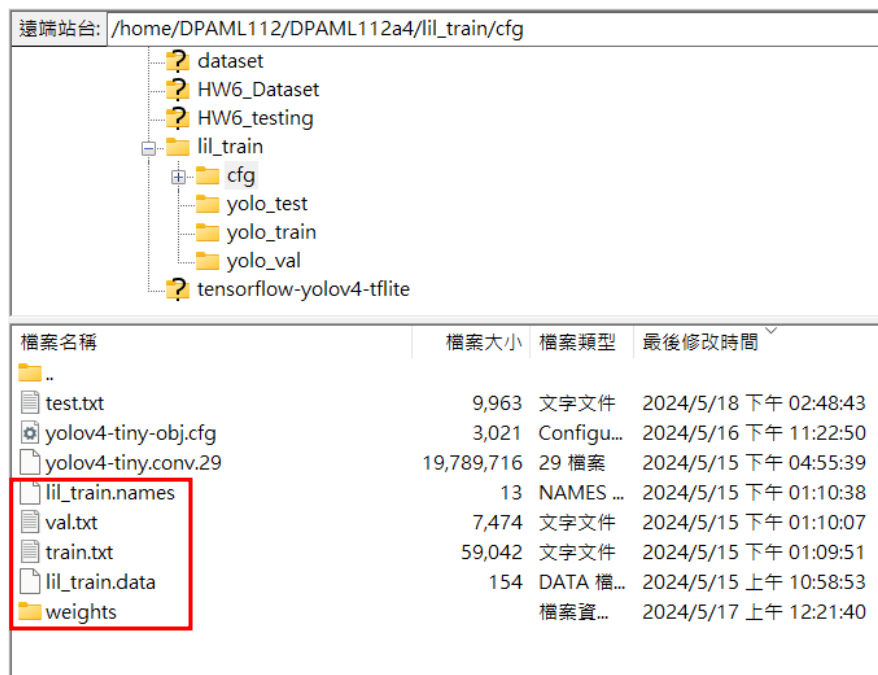 遠端站台: /home/DPAML112/DPAML112a4/lil_train/cfg
dataset
HW6_Dataset
HW6_testing
lil_train
cfg
yolo_test
yolo_train
yolo_val
tensorflow-yolov4-tflite
檔案名稱 檔案大小 檔案類型 最後修改時間
..
test.txt 9,963 文字文件 2024/5/18 下午 02:48:43
yolov4-tiny-obj.cfg 3,021 Configu... 2024/5/16 下午 11:22:50
yolov4-tiny.conv.29 19,789,716 29 檔案 2024/5/15 下午 04:55:39
lil_train.names 13 NAMES ... 2024/5/15 下午 01:10:38
val.txt 7,474 文字文件 2024/5/15 下午 01:10:07
train.txt 59,042 文字文件 2024/5/15 下午 01:09:51
lil_train.data 154 DATA 檔... 2024/5/15 上午 10:58:53
weights 檔案資... 2024/5/17 上午 12:21:40